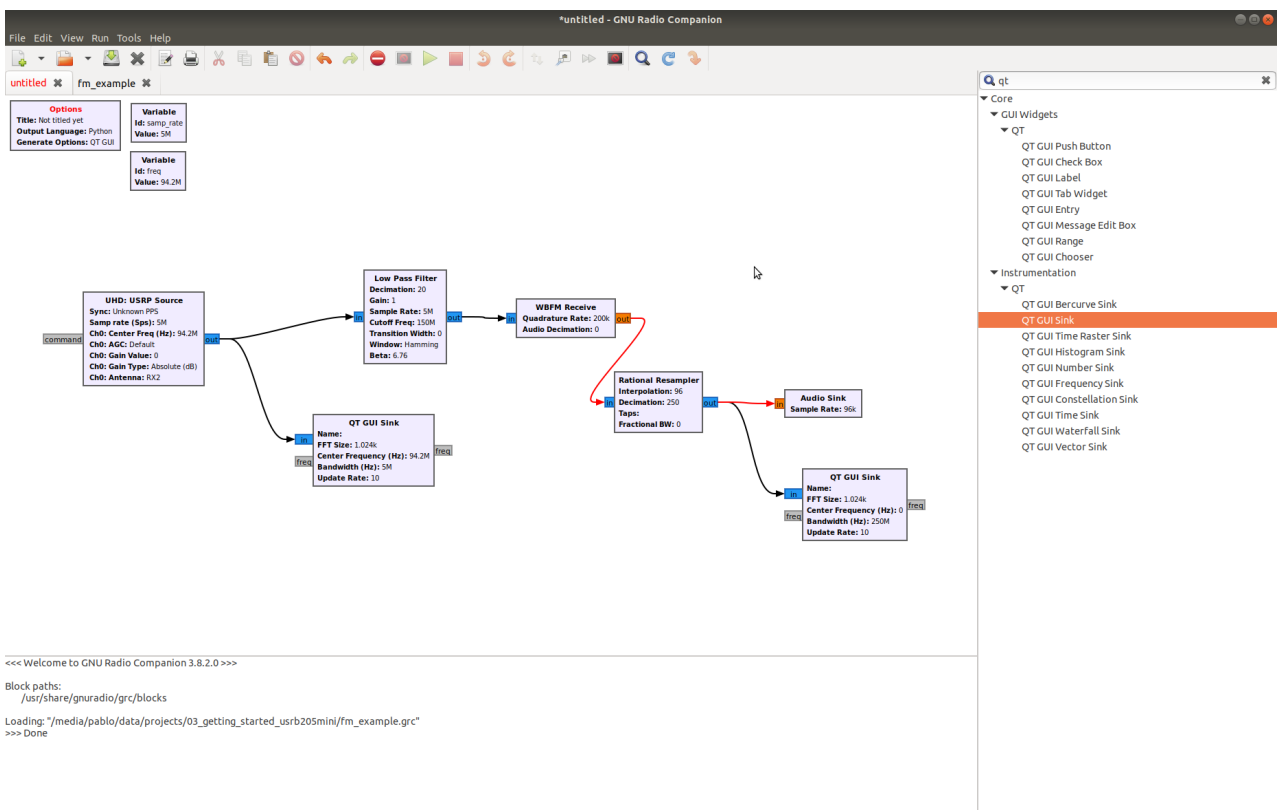 *untitled - GNU Radio Companion
File Edit View Run Tools Help
untitled
fm_example
qt
Options
Title: Not titled yet
Output Language: Python
Generate Options: QT GUI
Variable
Id: samp_rate
Value: 5M
Variable
Id: freq
Value: 94.2M
UHD: USRP Source
Sync: Unknown PPS
Samp rate (Sps): 5M
Ch0: Center Freq (Hz): 94.2M
Ch0: AGC: Default
Ch0: Gain Value: 0
Ch0: Gain Type: Absolute (dB)
Ch0: Antenna: RX2
command
out
Low Pass Filter
Decimation: 20
Gain: 1
Sample Rate: 5M
Cutoff Freq: 150M
Transition Width: 0
Window: Hamming
Beta: 6.76
in
out
WBFM Receive
Quadrature Rate: 200k
Audio Decimation: 0
in
out
Rational Resampler
Interpolation: 96
Decimation: 250
Taps:
Fractional BW: 0
in
out
Audio Sink
Sample Rate: 96k
in
QT GUI Sink
Name:
FFT Size: 1.024k
Center Frequency (Hz): 94.2M
Bandwidth (Hz): 5M
Update Rate: 10
in
freq
freq
QT GUI Sink
Name:
FFT Size: 1.024k
Center Frequency (Hz): 0
Bandwidth (Hz): 250M
Update Rate: 10
in
freq
freq
Core
GUI Widgets
QT
QT GUI Push Button
QT GUI Check Box
QT GUI Label
QT GUI Tab Widget
QT GUI Entry
QT GUI Message Edit Box
QT GUI Range
QT GUI Chooser
Instrumentation
QT
QT GUI Bercurve Sink
QT GUI Sink
QT GUI Time Raster Sink
QT GUI Histogram Sink
QT GUI Number Sink
QT GUI Frequency Sink
QT GUI Constellation Sink
QT GUI Time Sink
QT GUI Waterfall Sink
QT GUI Vector Sink
<<< Welcome to GNU Radio Companion 3.8.2.0 >>>
Block paths:
/usr/share/gnuradio/grc/blocks
Loading: "/media/pablo/data/projects/03_getting_started_usrb205mini/fm_example.grc"
>>> Done